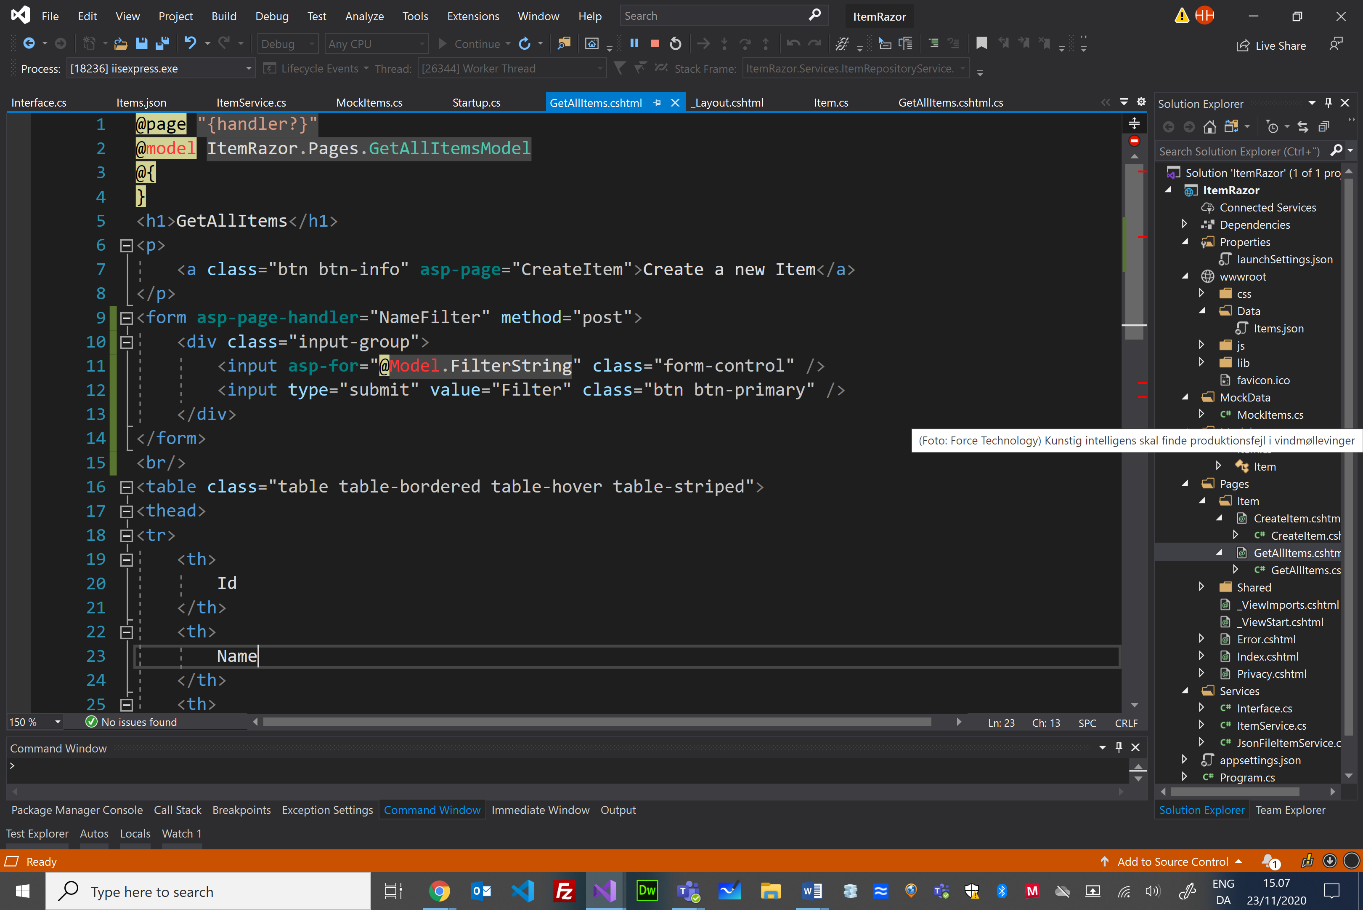 File Edit View Project Build Debug Test Analyze Tools Extensions Window Help Search ItemRazor HH
Debug Any CPU Continue Live Share
Process: [18236] iisexpress.exe Lifecycle Events Thread: [26344] Worker Thread Stack Frame: ItemRazor.Services.ItemRepositoryService.
Interface.cs Items.json ItemService.cs MockItems.cs Startup.cs GetAllItems.cshtml _Layout.cshtml Item.cs GetAllItems.cshtml.cs
1 @page "{handler?}"
2 @model ItemRazor.Pages.GetAllItemsModel
3 @{
4 }
5 <h1>GetAllItems</h1>
6 <p>
7 <a class="btn btn-info" asp-page="CreateItem">Create a new Item</a>
8 </p>
9 <form asp-page-handler="NameFilter" method="post">
10 <div class="input-group">
11 <input asp-for="@Model.FilterString" class="form-control" />
12 <input type="submit" value="Filter" class="btn btn-primary" />
13 </div>
14 </form>
15 <br/>
16 <table class="table table-bordered table-hover table-striped">
17 <thead>
18 <tr>
19 <th>
20 Id
21 </th>
22 <th>
23 Name
24 </th>
25 <th>
150 % No issues found Ln: 23 Ch: 13 SPC CRLF
Command Window
>
Package Manager Console Call Stack Breakpoints Exception Settings Command Window Immediate Window Output
Test Explorer Autos Locals Watch 1
Solution Explorer
Search Solution Explorer (Ctrl+¨)
Solution 'ItemRazor' (1 of 1 pro
ItemRazor
Connected Services
Dependencies
Properties
launchSettings.json
wwwroot
css
Data
Items.json
js
lib
favicon.ico
MockData
MockItems.cs
(Foto: Force Technology) Kunstig intelligens skal finde produktionsfejl i vindmøllevinger
Item
Pages
Item
CreateItem.cshtm
CreateItem.csh
GetAllItems.cshtm
GetAllItems.cs
Shared
_ViewImports.cshtml
_ViewStart.cshtml
Error.cshtml
Index.cshtml
Privacy.cshtml
Services
Interface.cs
ItemService.cs
JsonFileItemService.c
appsettings.json
Program.cs
Solution Explorer Team Explorer
Ready Add to Source Control 1
Type here to search Fz Dw ENG 15.07
DA 23/11/2020